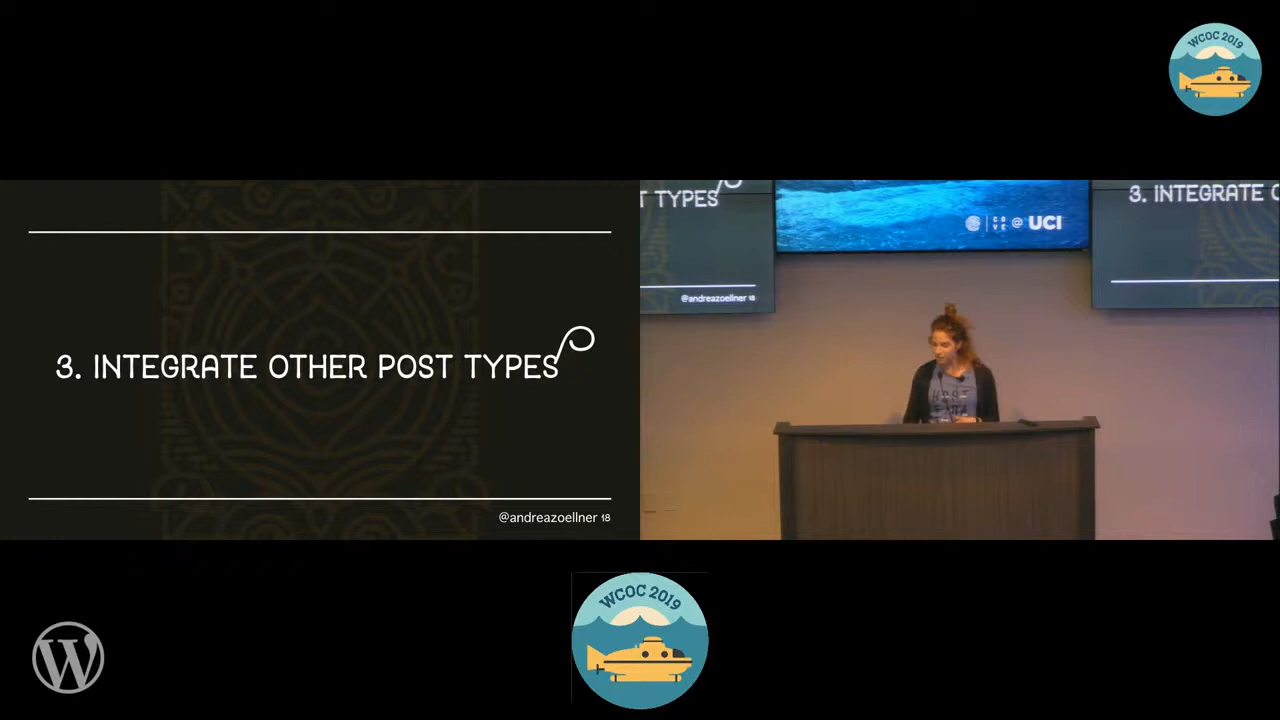 WCOC 2019
3. INTEGRATE OTHER POST TYPES
@andreazoellner 18
T TYPES
@andreazoellner 18
@ UCI
3. INTEGRATE O
WCOC 2019